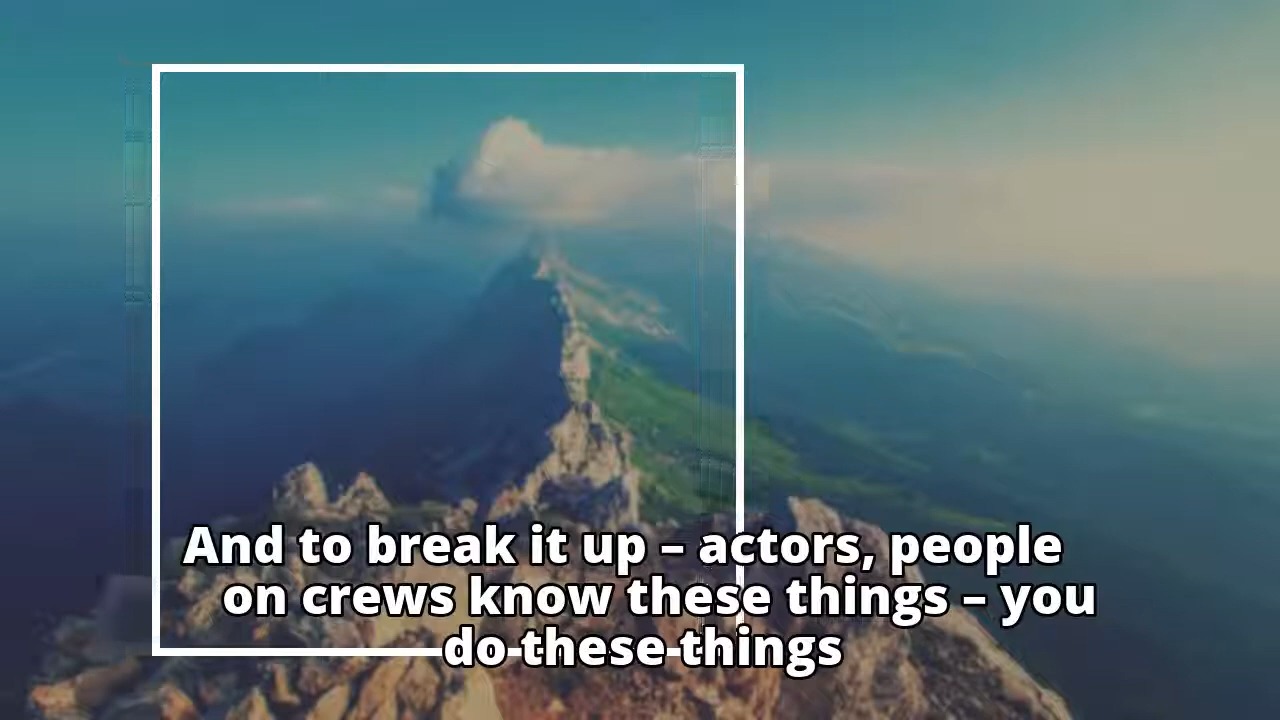 And to break it up – actors, people
on crews know these things – you
do these things